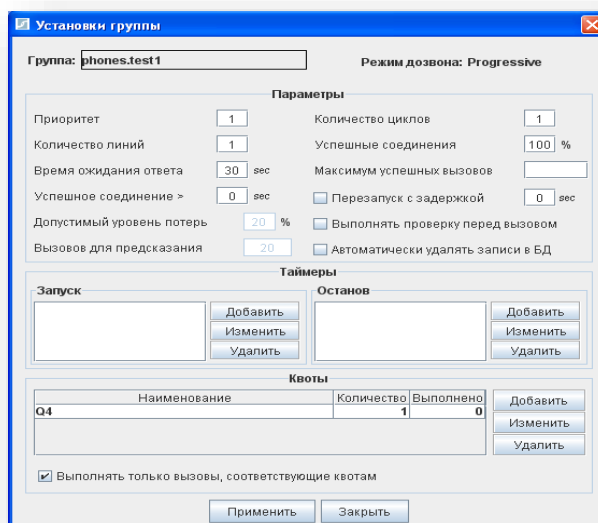 Установки группы
Группа: phones.test1 Режим дозвона: Progressive
Параметры
Приоритет 1 Количество циклов 1
Количество линий 1 Успешные соединения 100 %
Время ожидания ответа 30 sec Максимум успешных вызовов
Успешное соединение > 0 sec Перезапуск с задержкой 0 sec
Допустимый уровень потерь 20 % Выполнять проверку перед вызовом
Вызовов для предсказания 20 Автоматически удалять записи в БД
Таймеры
Запуск Останов
Добавить Добавить
Изменить Изменить
Удалить Удалить
Квоты
Наименование Количество Выполнено Добавить
Q4 1 0
Изменить
Удалить
Выполнять только вызовы, соответствующие квотам
Применить Закрыть